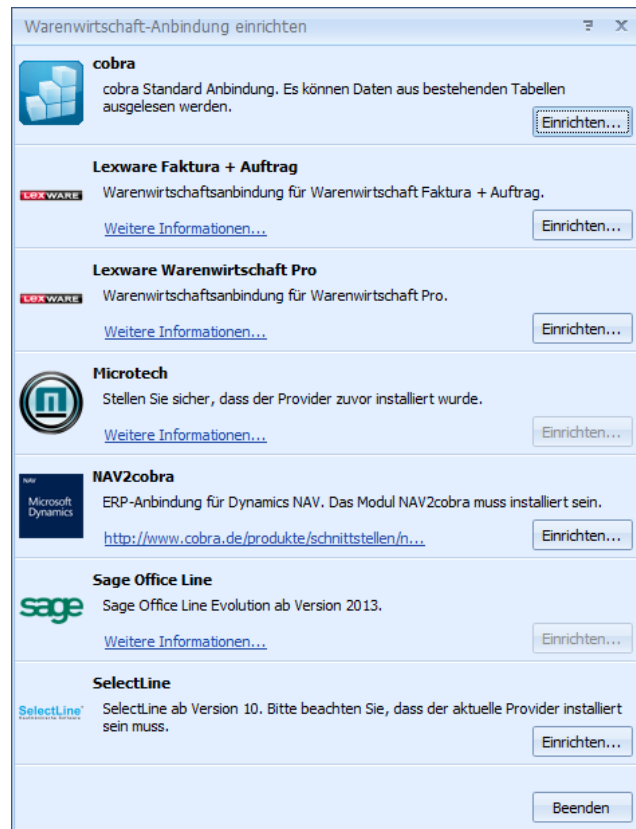 Warenwirtschaft-Anbindung einrichten
cobra
cobra Standard Anbindung. Es können Daten aus bestehenden Tabellen
ausgelesen werden.
Einrichten...
Lexware Faktura + Auftrag
LEXWARE
Warenwirtschaftsanbindung für Warenwirtschaft Faktura + Auftrag.
Weitere Informationen...
Einrichten...
Lexware Warenwirtschaft Pro
LEXWARE
Warenwirtschaftsanbindung für Warenwirtschaft Pro.
Weitere Informationen...
Einrichten...
Microtech
Stellen Sie sicher, dass der Provider zuvor installiert wurde.
Weitere Informationen...
Einrichten...
NAV2cobra
NAV
Microsoft
Dynamics
ERP-Anbindung für Dynamics NAV. Das Modul NAV2cobra muss installiert sein.
http://www.cobra.de/produkte/schnittstellen/n...
Einrichten...
Sage Office Line
sage
Sage Office Line Evolution ab Version 2013.
Weitere Informationen...
Einrichten...
SelectLine
SelectLine
SelectLine ab Version 10. Bitte beachten Sie, dass der aktuelle Provider installiert
sein muss.
Einrichten...
Beenden